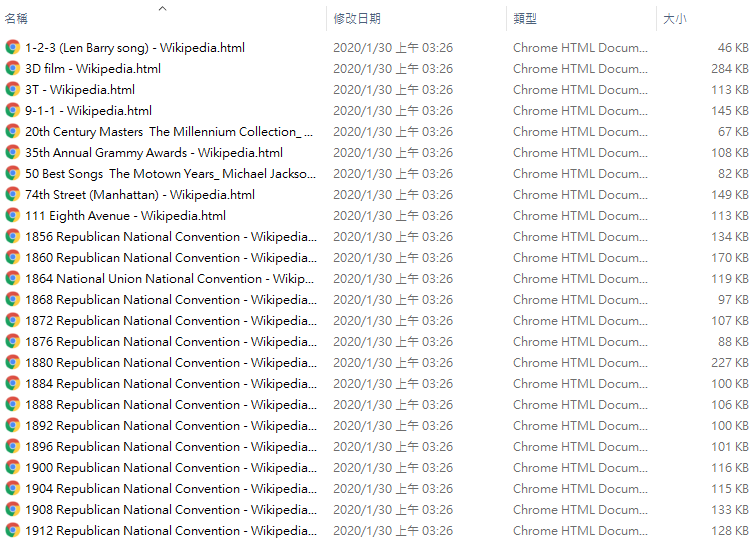 名稱 修改日期 類型 大小
1-2-3 (Len Barry song) - Wikipedia.html 2020/1/30 上午 03:26 Chrome HTML Docum... 46 KB
3D film - Wikipedia.html 2020/1/30 上午 03:26 Chrome HTML Docum... 284 KB
3T - Wikipedia.html 2020/1/30 上午 03:26 Chrome HTML Docum... 113 KB
9-1-1 - Wikipedia.html 2020/1/30 上午 03:26 Chrome HTML Docum... 145 KB
20th Century Masters  The Millennium Collection_ ... 2020/1/30 上午 03:26 Chrome HTML Docum... 67 KB
35th Annual Grammy Awards - Wikipedia.html 2020/1/30 上午 03:26 Chrome HTML Docum... 108 KB
50 Best Songs  The Motown Years_ Michael Jackso... 2020/1/30 上午 03:26 Chrome HTML Docum... 82 KB
74th Street (Manhattan) - Wikipedia.html 2020/1/30 上午 03:26 Chrome HTML Docum... 149 KB
111 Eighth Avenue - Wikipedia.html 2020/1/30 上午 03:26 Chrome HTML Docum... 113 KB
1856 Republican National Convention - Wikipedia... 2020/1/30 上午 03:26 Chrome HTML Docum... 134 KB
1860 Republican National Convention - Wikipedia... 2020/1/30 上午 03:26 Chrome HTML Docum... 170 KB
1864 National Union National Convention - Wikip... 2020/1/30 上午 03:26 Chrome HTML Docum... 119 KB
1868 Republican National Convention - Wikipedia... 2020/1/30 上午 03:26 Chrome HTML Docum... 97 KB
1872 Republican National Convention - Wikipedia... 2020/1/30 上午 03:26 Chrome HTML Docum... 107 KB
1876 Republican National Convention - Wikipedia... 2020/1/30 上午 03:26 Chrome HTML Docum... 88 KB
1880 Republican National Convention - Wikipedia... 2020/1/30 上午 03:26 Chrome HTML Docum... 227 KB
1884 Republican National Convention - Wikipedia... 2020/1/30 上午 03:26 Chrome HTML Docum... 100 KB
1888 Republican National Convention - Wikipedia... 2020/1/30 上午 03:26 Chrome HTML Docum... 106 KB
1892 Republican National Convention - Wikipedia... 2020/1/30 上午 03:26 Chrome HTML Docum... 100 KB
1896 Republican National Convention - Wikipedia... 2020/1/30 上午 03:26 Chrome HTML Docum... 101 KB
1900 Republican National Convention - Wikipedia... 2020/1/30 上午 03:26 Chrome HTML Docum... 116 KB
1904 Republican National Convention - Wikipedia... 2020/1/30 上午 03:26 Chrome HTML Docum... 115 KB
1908 Republican National Convention - Wikipedia... 2020/1/30 上午 03:26 Chrome HTML Docum... 133 KB
1912 Republican National Convention - Wikipedia... 2020/1/30 上午 03:26 Chrome HTML Docum... 128 KB